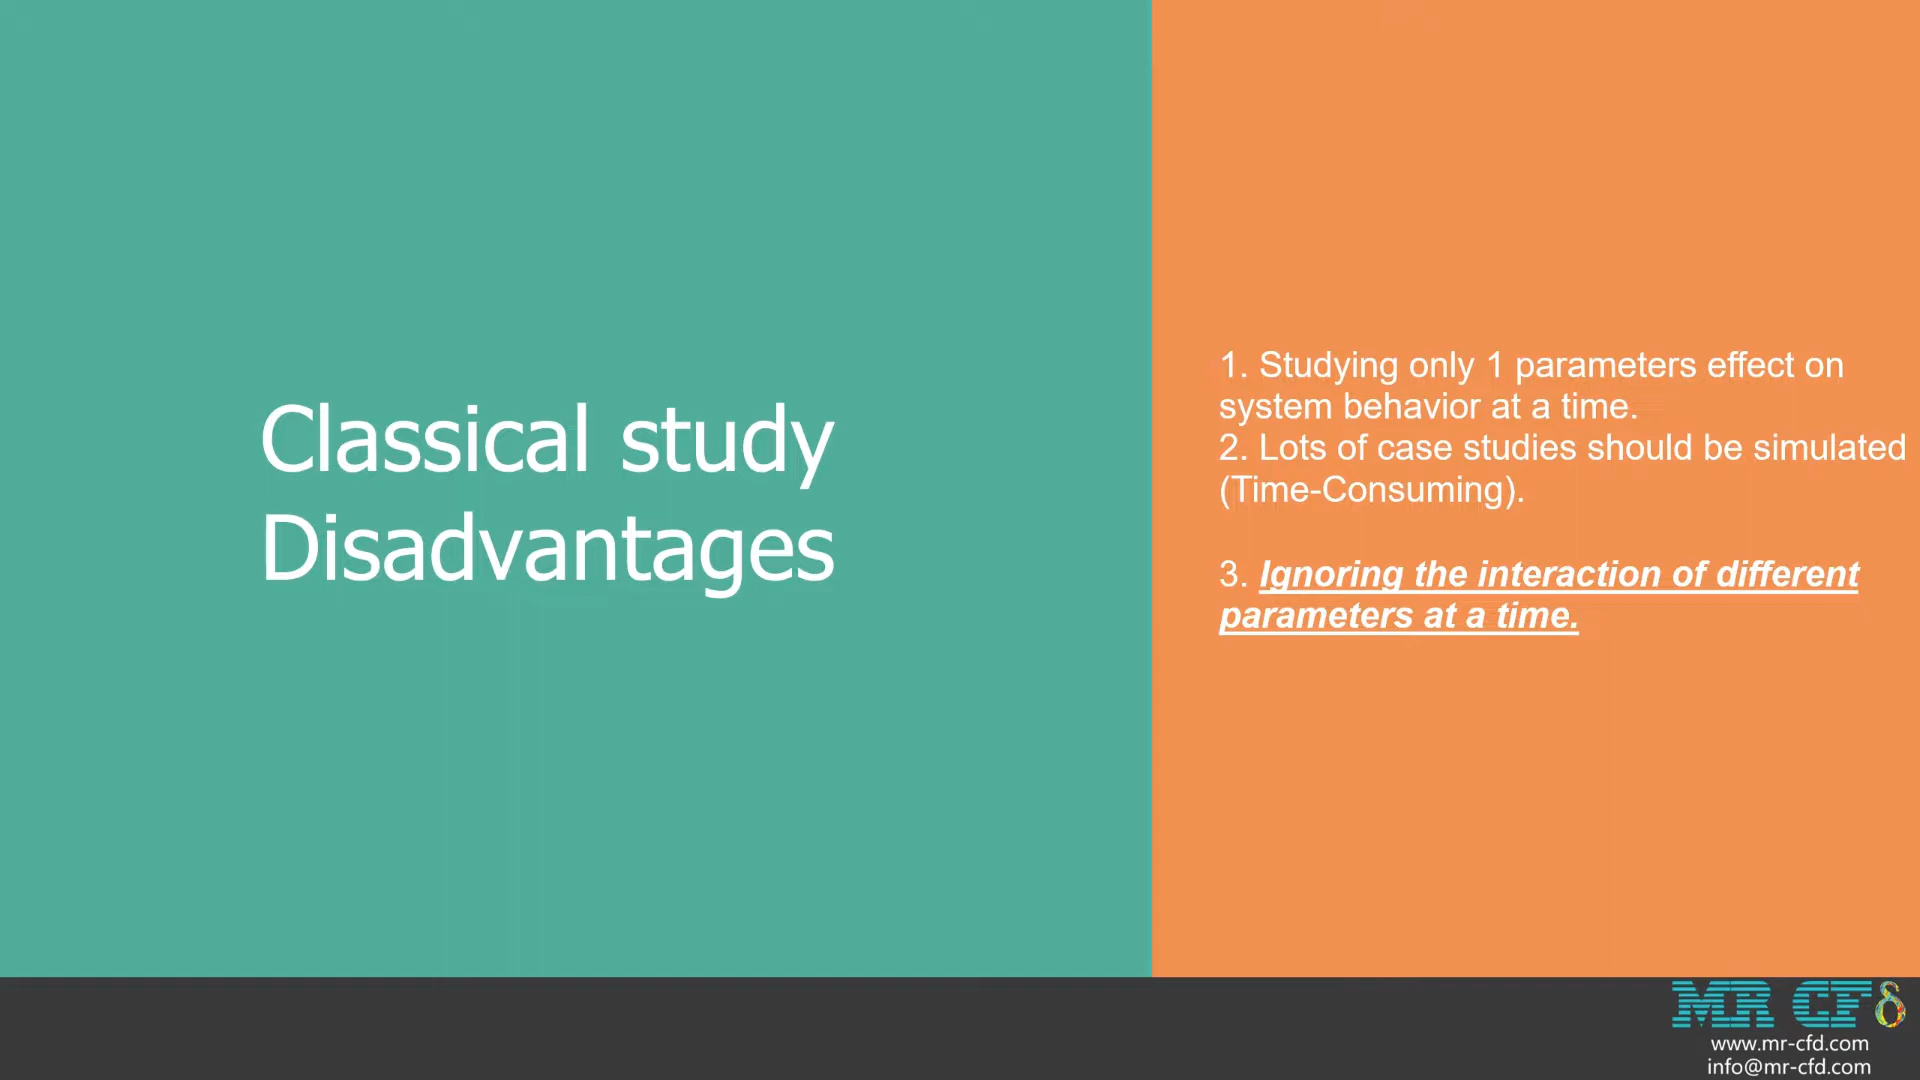 Classical study
Disadvantages
1. Studying only 1 parameters effect on
system behavior at a time.
2. Lots of case studies should be simulated
(Time-Consuming).
3. Ignoring the interaction of different
parameters at a time.
MR CFδ
www.mr-cfd.com
info@mr-cfd.com